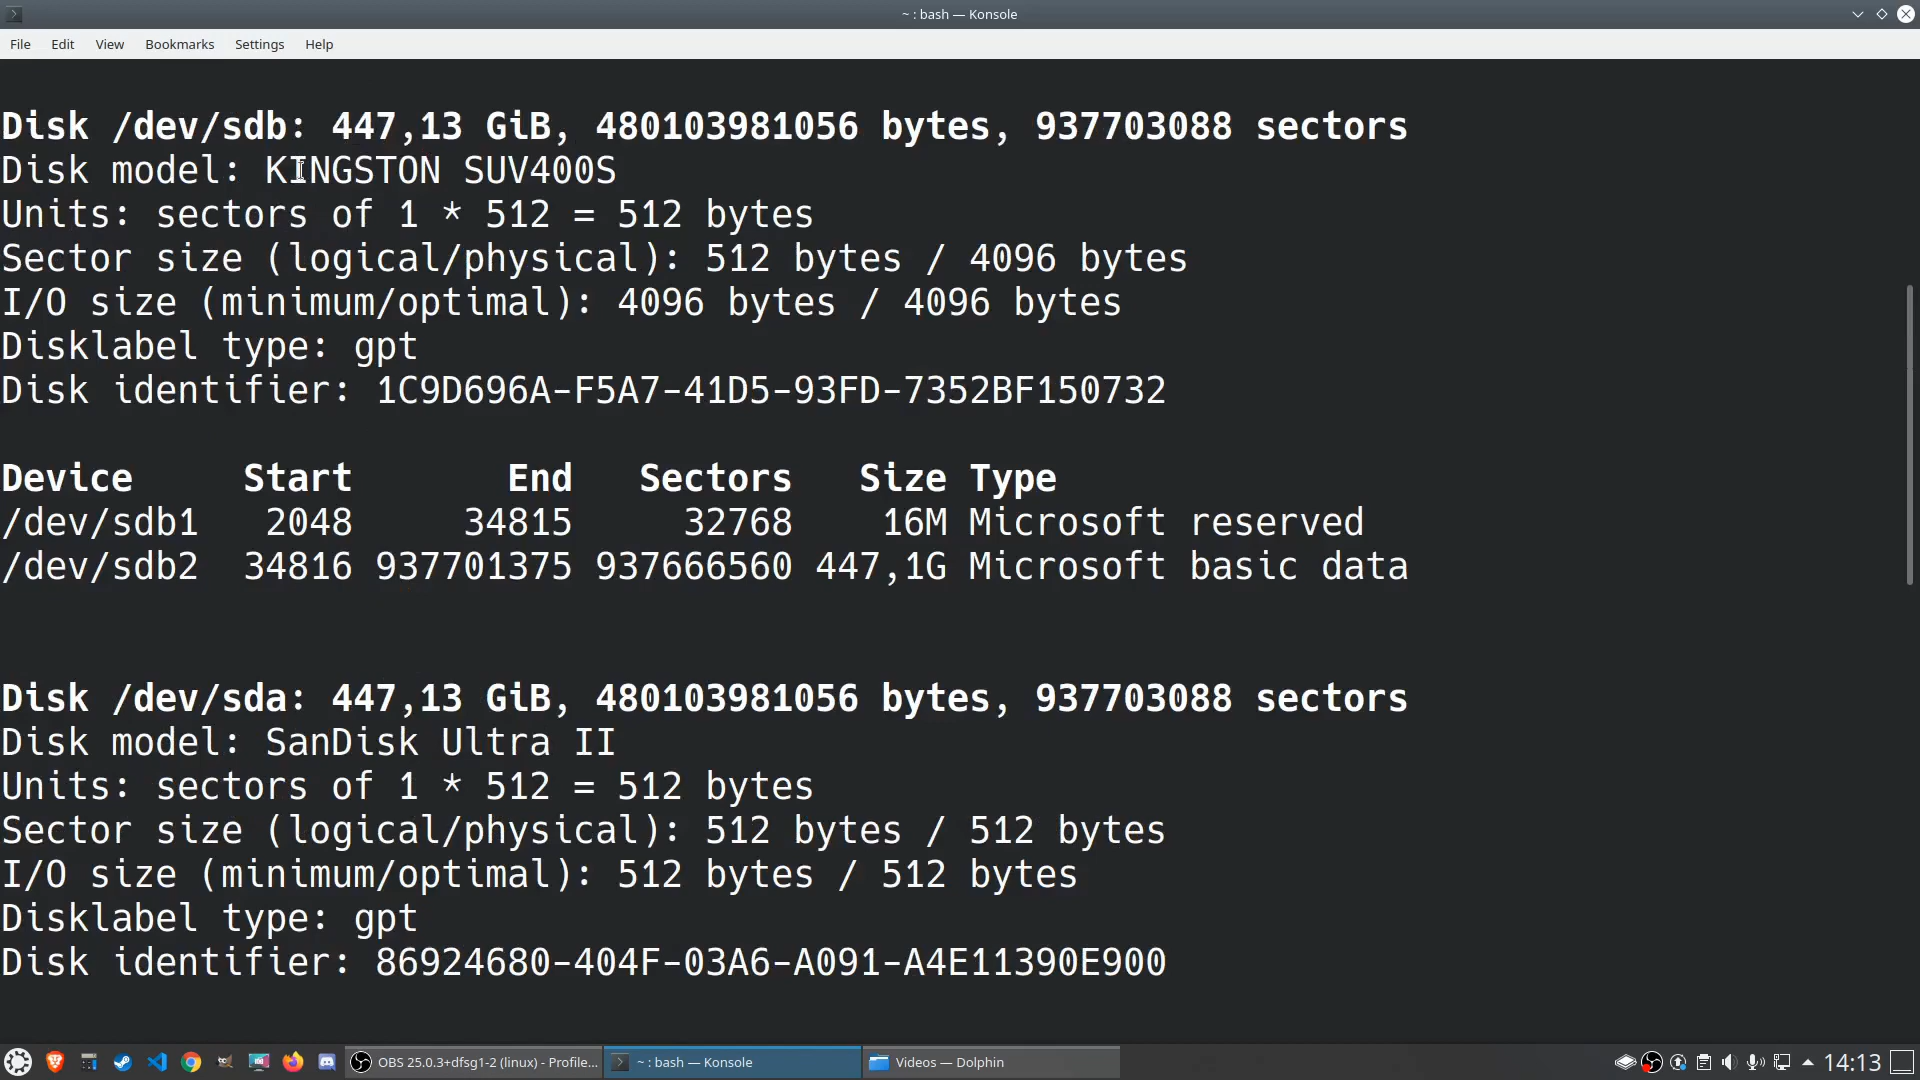 ~ : bash — Konsole
File Edit View Bookmarks Settings Help
Disk /dev/sdb: 447,13 GiB, 480103981056 bytes, 937703088 sectors
Disk model: KINGSTON SUV400S
Units: sectors of 1 * 512 = 512 bytes
Sector size (logical/physical): 512 bytes / 4096 bytes
I/O size (minimum/optimal): 4096 bytes / 4096 bytes
Disklabel type: gpt
Disk identifier: 1C9D696A-F5A7-41D5-93FD-7352BF150732
Device Start End Sectors Size Type
/dev/sdb1 2048 34815 32768 16M Microsoft reserved
/dev/sdb2 34816 937701375 937666560 447,1G Microsoft basic data
Disk /dev/sda: 447,13 GiB, 480103981056 bytes, 937703088 sectors
Disk model: SanDisk Ultra II
Units: sectors of 1 * 512 = 512 bytes
Sector size (logical/physical): 512 bytes / 512 bytes
I/O size (minimum/optimal): 512 bytes / 512 bytes
Disklabel type: gpt
Disk identifier: 86924680-404F-03A6-A091-A4E11390E900
OBS 25.0.3+dfsg1-2 (linux) - Profile... ~ : bash — Konsole Videos — Dolphin 14:13